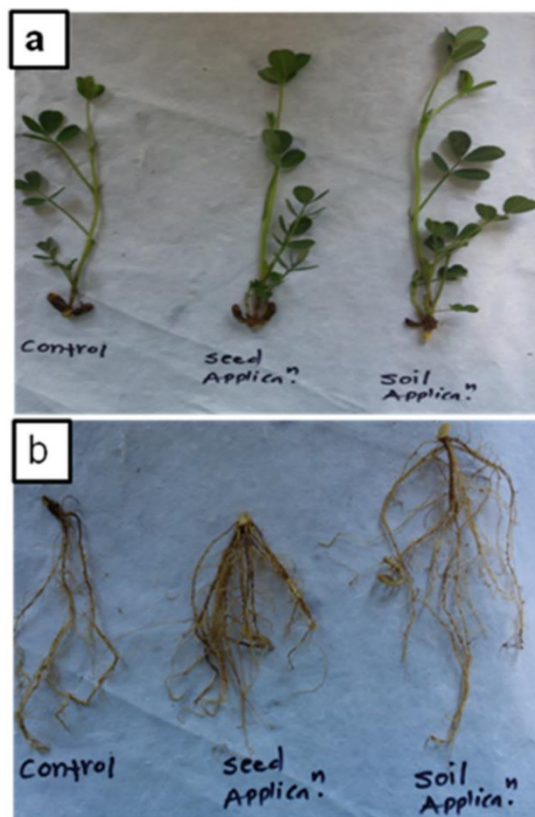 a
Control
Seed
Applica.ⁿ
Soil
Applica.ⁿ
b
Control
Seed
Applica.ⁿ
Soil
Applica.ⁿ